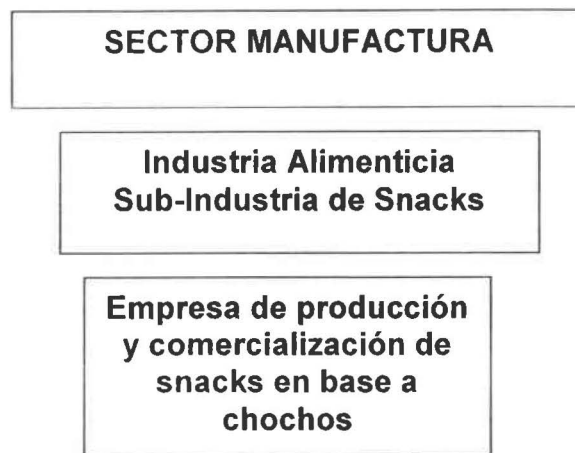 SECTOR MANUFACTURA
Industria Alimenticia
Sub-Industria de Snacks
Empresa de producción
y comercialización de
snacks en base a
chochos